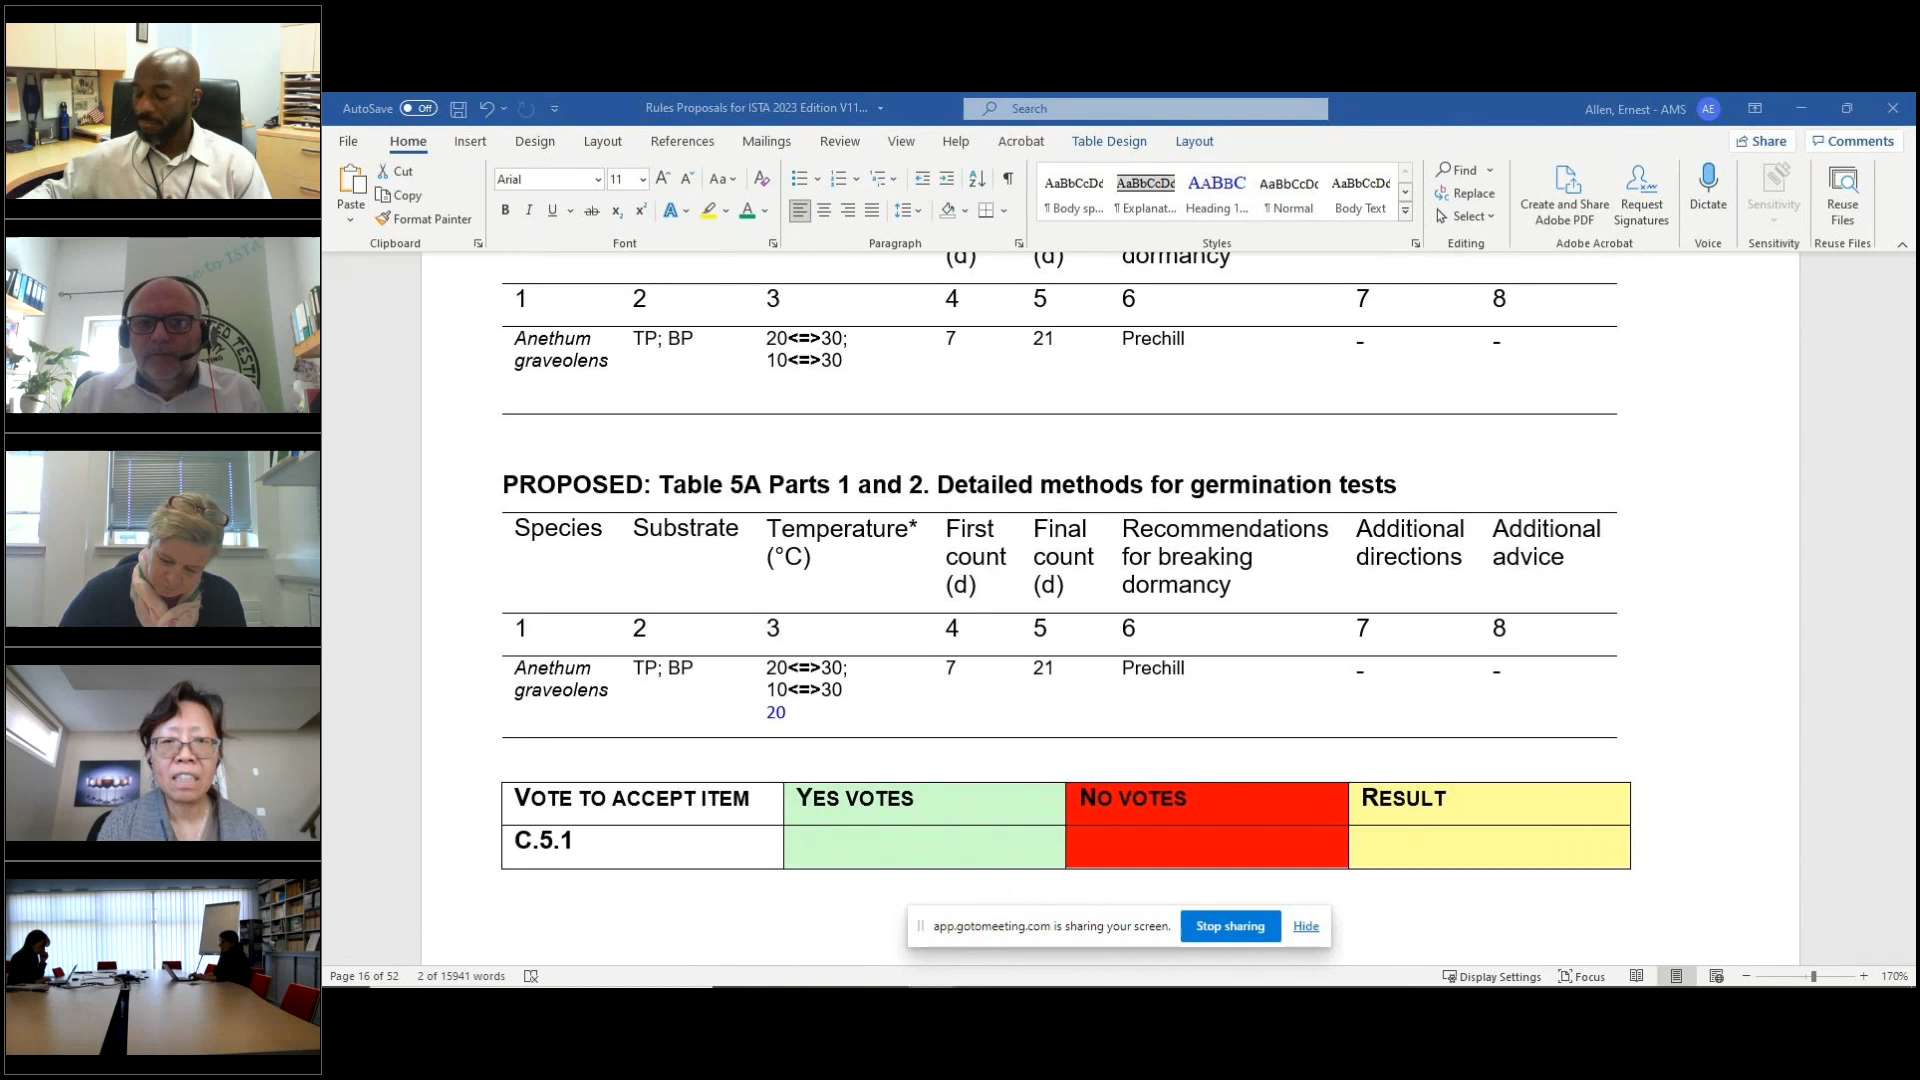 AutoSave Off
Rules Proposals for ISTA 2023 Edition V11...
Search
Allen, Ernest - AMS AE
File Home Insert Design Layout References Mailings Review View Help Acrobat Table Design Layout
Share Comments
Paste
Cut
Copy
Format Painter
Clipboard
Arial 11
Font
Paragraph
AaBbCcDd AaBbCcDd AABBC AaBbCcDc AaBbCcDd
¶ Body sp... ¶ Explanat... Heading 1... ¶ Normal Body Text
Styles
Find
Replace
Select
Editing
Create and Share Adobe PDF
Request Signatures
Adobe Acrobat
Dictate
Voice
Sensitivity
Sensitivity
Reuse Files
Reuse Files
(d) (d) dormancy
1 2 3 4 5 6 7 8
Anethum TP; BP 20<=>30; 7 21 Prechill - -
graveolens 10<=>30
PROPOSED: Table 5A Parts 1 and 2. Detailed methods for germination tests
Species Substrate Temperature* First Final Recommendations Additional Additional
(°C) count count for breaking directions advice
(d) (d) dormancy
1 2 3 4 5 6 7 8
Anethum TP; BP 20<=>30; 7 21 Prechill - -
graveolens 10<=>30
20
VOTE TO ACCEPT ITEM YES VOTES NO VOTES RESULT
C.5.1
app.gotomeeting.com is sharing your screen. Stop sharing Hide
Page 16 of 52 2 of 15941 words
Display Settings Focus 170%